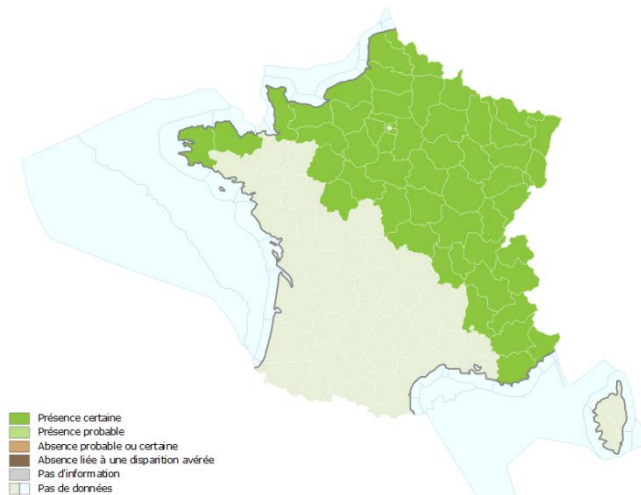 Présence certaine
Présence probable
Absence probable ou certaine
Absence liée à une disparition avérée
Pas d'information
Pas de données